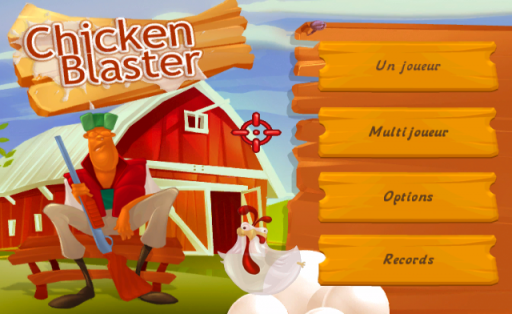 Chicken
Blaster
Un joueur
Multijoueur
Options
Records